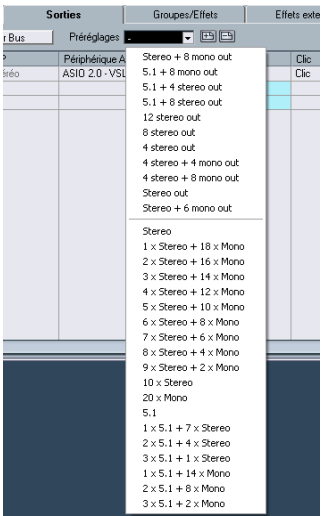 Sorties Groupes/Effets Effets exte
r Bus Préréglages -
Périphérique A Clic
éréo ASIO 2.0 - VSL Clic
Stereo + 8 mono out
5.1 + 8 mono out
5.1 + 4 stereo out
5.1 + 8 stereo out
12 stereo out
8 stereo out
4 stereo out
4 stereo + 4 mono out
4 stereo + 8 mono out
Stereo out
Stereo + 6 mono out
Stereo
1 x Stereo + 18 x Mono
2 x Stereo + 16 x Mono
3 x Stereo + 14 x Mono
4 x Stereo + 12 x Mono
5 x Stereo + 10 x Mono
6 x Stereo + 8 x Mono
7 x Stereo + 6 x Mono
8 x Stereo + 4 x Mono
9 x Stereo + 2 x Mono
10 x Stereo
20 x Mono
5.1
1 x 5.1 + 7 x Stereo
2 x 5.1 + 4 x Stereo
3 x 5.1 + 1 x Stereo
1 x 5.1 + 14 x Mono
2 x 5.1 + 8 x Mono
3 x 5.1 + 2 x Mono